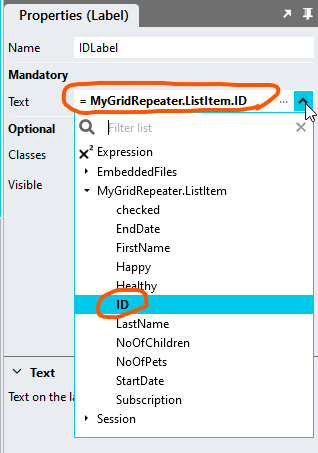 Properties (Label)
Name IDLabel
Mandatory
Text = MyGridRepeater.ListItem.ID ...
Optional
Classes
Visible
Filter list
x² Expression
EmbeddedFiles
MyGridRepeater.ListItem
checked
EndDate
FirstName
Happy
Healthy
ID
LastName
NoOfChildren
NoOfPets
StartDate
Subscription
Session
Text
Text on the la